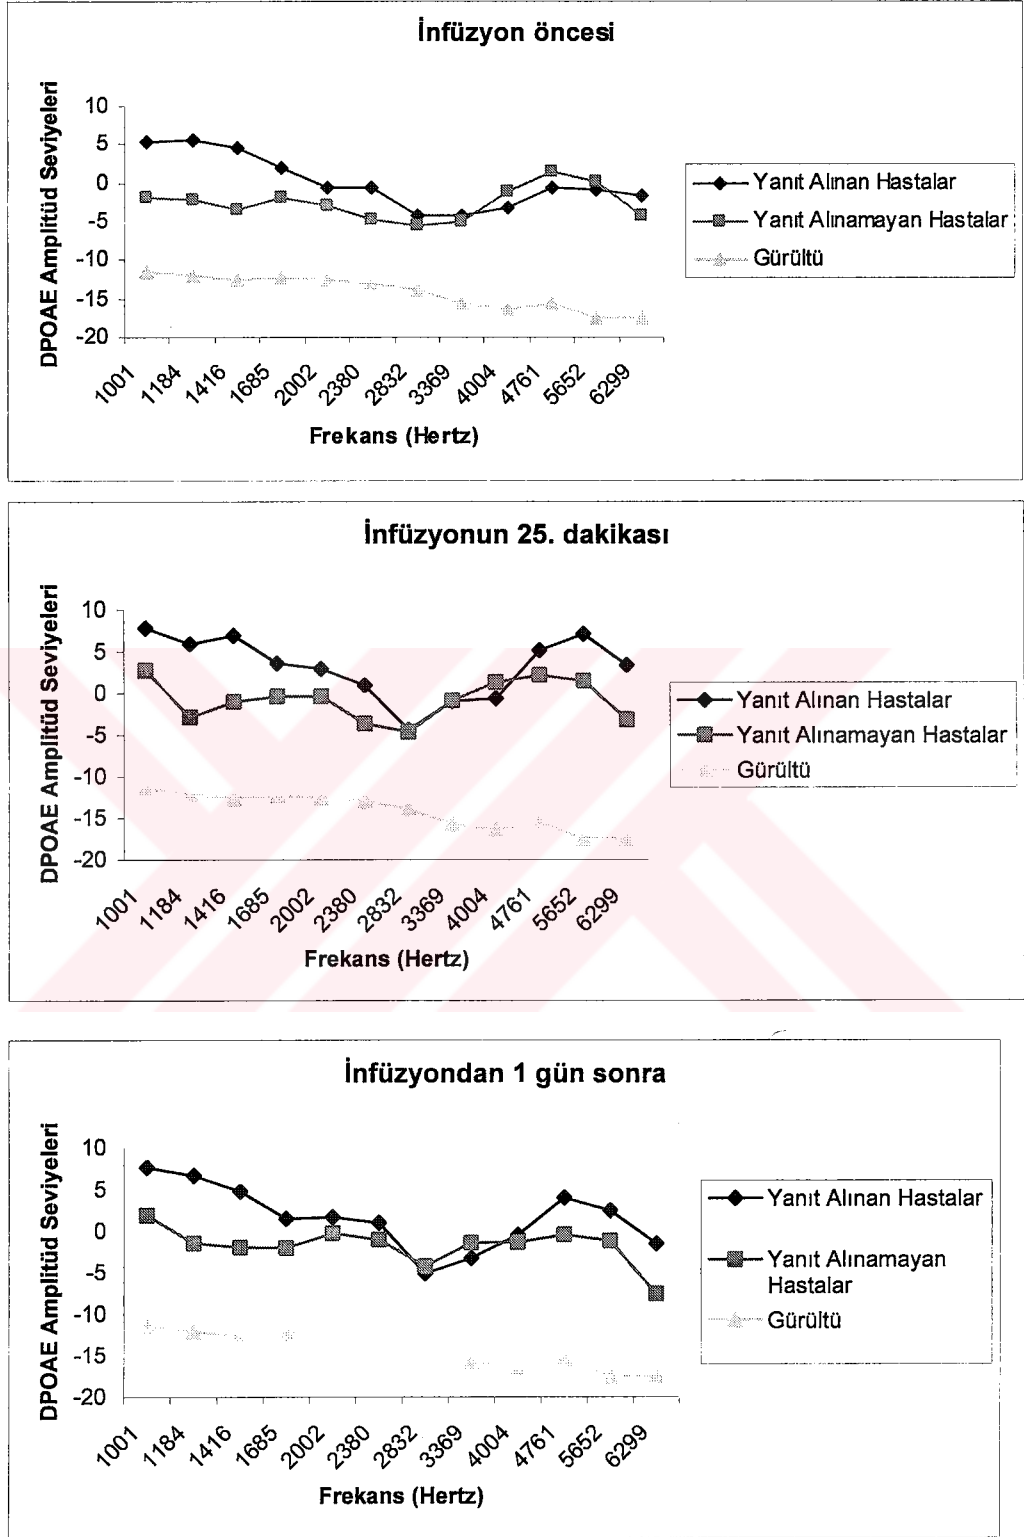 İnfüzyon öncesi
DPOAE Amplitüd Seviyeleri
10
5
0
-5
-10
-15
-20
1001 1184 1416 1685 2002 2380 2832 3369 4004 4761 5652 6299
Frekans (Hertz)
Yanıt Alınan Hastalar
Yanıt Alınamayan Hastalar
Gürültü
İnfüzyonun 25. dakikası
DPOAE Amplitüd Seviyeleri
10
5
0
-5
-10
-15
-20
1001 1184 1416 1685 2002 2380 2832 3369 4004 4761 5652 6299
Frekans (Hertz)
Yanıt Alınan Hastalar
Yanıt Alınamayan Hastalar
Gürültü
İnfüzyondan 1 gün sonra
DPOAE Amplitüd Seviyeleri
10
5
0
-5
-10
-15
-20
1001 1184 1416 1685 2002 2380 2832 3369 4004 4761 5652 6299
Frekans (Hertz)
Yanıt Alınan Hastalar
Yanıt Alınamayan
Hastalar
Gürültü